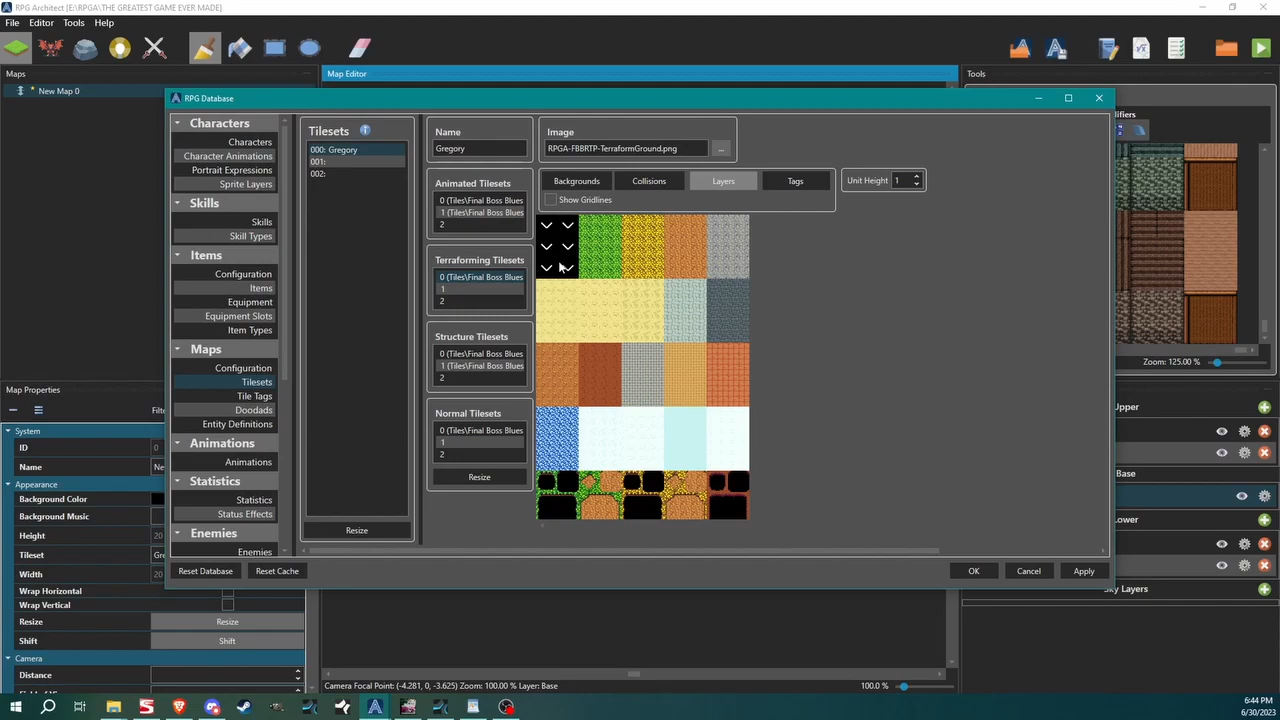 RPG Architect [E:\RPGA\THE GREATEST GAME EVER MADE]
File Editor Tools Help
Maps
Map Editor
Tools
* New Map 0
RPG Database
Characters
Characters
Character Animations
Portrait Expressions
Sprite Layers
Skills
Skills
Skill Types
Items
Configuration
Items
Equipment
Equipment Slots
Item Types
Maps
Configuration
Tilesets
Tile Tags
Doodads
Entity Definitions
Animations
Animations
Statistics
Statistics
Status Effects
Enemies
Enemies
Tilesets
000: Gregory
001:
002:
Resize
Name
Gregory
Image
RPGA-FBBRTP-TerraformGround.png
...
Animated Tilesets
0 (Tiles\Final Boss Blues
1 (Tiles\Final Boss Blues
2
Terraforming Tilesets
0 (Tiles\Final Boss Blues
1
2
Structure Tilesets
0 (Tiles\Final Boss Blues
1 (Tiles\Final Boss Blues
2
Normal Tilesets
0 (Tiles\Final Boss Blues
1
2
Resize
Backgrounds Collisions Layers Tags
Show Gridlines
Unit Height 1
Reset Database Reset Cache
OK Cancel Apply
Zoom: 125.00 %
Upper
Base
Lower
Sky Layers
Map Properties
System
ID 0
Name
Appearance
Background Color
Background Music
Height 20
Tileset
Width 20
Wrap Horizontal
Wrap Vertical
Resize Resize
Shift Shift
Camera
Distance
Camera Focal Point: (-4.281, 0, -3.625) Zoom: 100.00 % Layer: Base
100.0 %
6:44 PM
6/30/2023